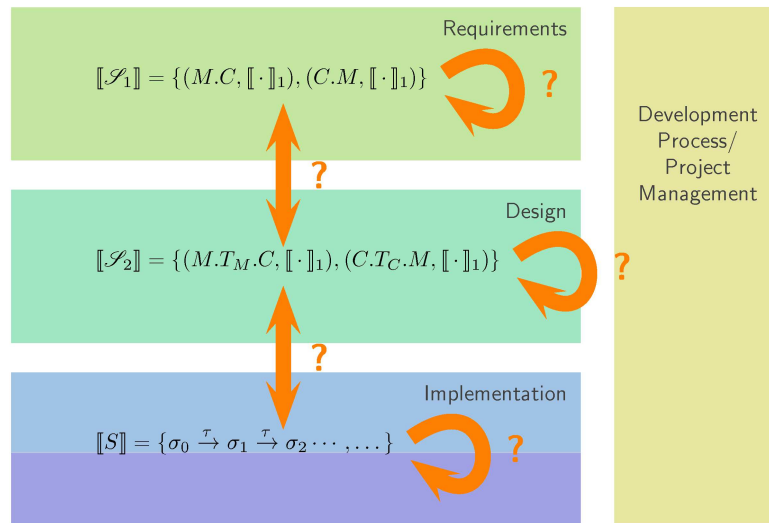 Requirements
⟦𝒮₁⟧ = {(M.C, ⟦ · ⟧₁), (C.M, ⟦ · ⟧₁)}
?
?
Design
⟦𝒮₂⟧ = {(M.T_M.C, ⟦ · ⟧₁), (C.T_C.M, ⟦ · ⟧₁)}
?
?
Implementation
⟦S⟧ = {σ₀ →^τ σ₁ →^τ σ₂ ⋯ , … }
?
Development
Process/
Project
Management